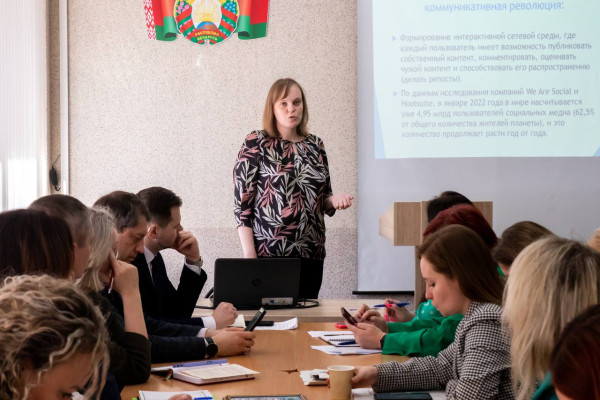 коммуникативная революция:
Формирование интерактивной сетевой среды, где
каждый пользователь имеет возможность публиковать
собственный контент, комментировать, оценивать
чужой контент и способствовать его распространению
(делать репосты).
По данным исследования компаний We Are Social и
Hootsuite, в январе 2022 года в мире насчитывается
уже 4,95 млрд пользователей социальных медиа (62,5%
от общего количества жителей планеты), и это
количество продолжает расти год от года.